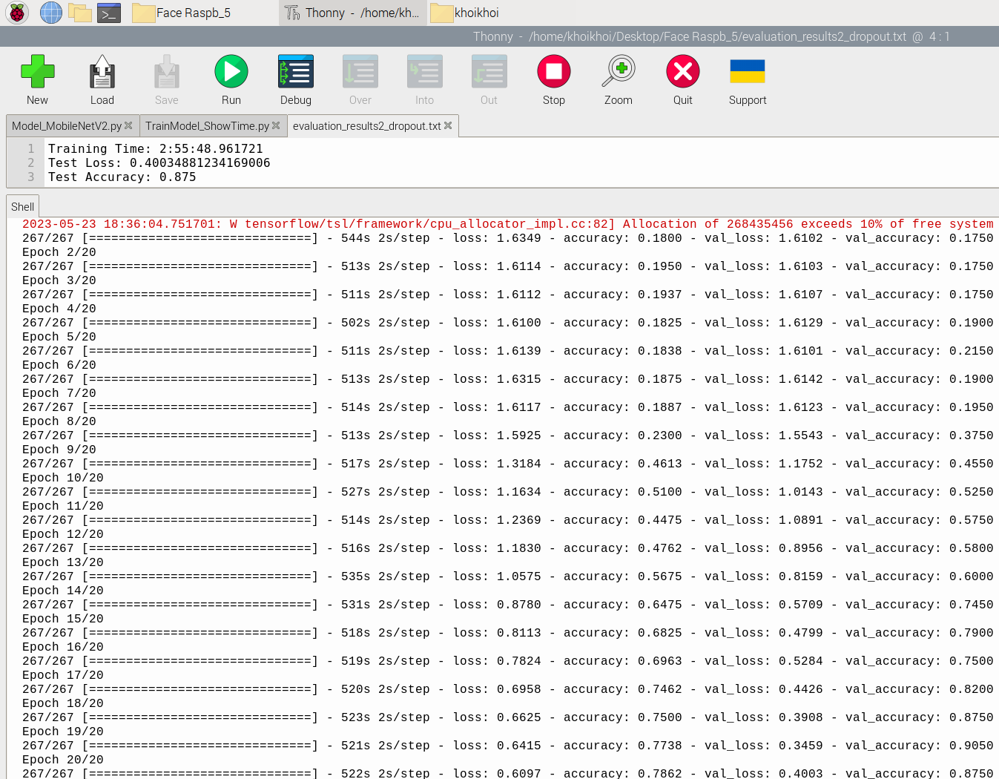 Face Raspb_5 Thonny - /home/kh... khoikhoi
Thonny - /home/khoikhoi/Desktop/Face Raspb_5/evaluation_results2_dropout.txt @ 4 : 1
New Load Save Run Debug Over Into Out Stop Zoom Quit Support
Model_MobileNetV2.py TrainModel_ShowTime.py evaluation_results2_dropout.txt
1 Training Time: 2:55:48.961721
2 Test Loss: 0.40034881234169006
3 Test Accuracy: 0.875
Shell
2023-05-23 18:36:04.751701: W tensorflow/tsl/framework/cpu_allocator_impl.cc:82] Allocation of 268435456 exceeds 10% of free system
267/267 [==============================] - 544s 2s/step - loss: 1.6349 - accuracy: 0.1800 - val_loss: 1.6102 - val_accuracy: 0.1750
Epoch 2/20
267/267 [==============================] - 513s 2s/step - loss: 1.6114 - accuracy: 0.1950 - val_loss: 1.6103 - val_accuracy: 0.1750
Epoch 3/20
267/267 [==============================] - 511s 2s/step - loss: 1.6112 - accuracy: 0.1937 - val_loss: 1.6107 - val_accuracy: 0.1750
Epoch 4/20
267/267 [==============================] - 502s 2s/step - loss: 1.6100 - accuracy: 0.1825 - val_loss: 1.6129 - val_accuracy: 0.1900
Epoch 5/20
267/267 [==============================] - 511s 2s/step - loss: 1.6139 - accuracy: 0.1838 - val_loss: 1.6101 - val_accuracy: 0.2150
Epoch 6/20
267/267 [==============================] - 513s 2s/step - loss: 1.6315 - accuracy: 0.1875 - val_loss: 1.6142 - val_accuracy: 0.1900
Epoch 7/20
267/267 [==============================] - 514s 2s/step - loss: 1.6117 - accuracy: 0.1887 - val_loss: 1.6123 - val_accuracy: 0.1950
Epoch 8/20
267/267 [==============================] - 513s 2s/step - loss: 1.5925 - accuracy: 0.2300 - val_loss: 1.5543 - val_accuracy: 0.3750
Epoch 9/20
267/267 [==============================] - 517s 2s/step - loss: 1.3184 - accuracy: 0.4613 - val_loss: 1.1752 - val_accuracy: 0.4550
Epoch 10/20
267/267 [==============================] - 527s 2s/step - loss: 1.1634 - accuracy: 0.5100 - val_loss: 1.0143 - val_accuracy: 0.5250
Epoch 11/20
267/267 [==============================] - 514s 2s/step - loss: 1.2369 - accuracy: 0.4475 - val_loss: 1.0891 - val_accuracy: 0.5750
Epoch 12/20
267/267 [==============================] - 516s 2s/step - loss: 1.1830 - accuracy: 0.4762 - val_loss: 0.8956 - val_accuracy: 0.5800
Epoch 13/20
267/267 [==============================] - 535s 2s/step - loss: 1.0575 - accuracy: 0.5675 - val_loss: 0.8159 - val_accuracy: 0.6000
Epoch 14/20
267/267 [==============================] - 531s 2s/step - loss: 0.8780 - accuracy: 0.6475 - val_loss: 0.5709 - val_accuracy: 0.7450
Epoch 15/20
267/267 [==============================] - 518s 2s/step - loss: 0.8113 - accuracy: 0.6825 - val_loss: 0.4799 - val_accuracy: 0.7900
Epoch 16/20
267/267 [==============================] - 519s 2s/step - loss: 0.7824 - accuracy: 0.6963 - val_loss: 0.5284 - val_accuracy: 0.7500
Epoch 17/20
267/267 [==============================] - 520s 2s/step - loss: 0.6958 - accuracy: 0.7462 - val_loss: 0.4426 - val_accuracy: 0.8200
Epoch 18/20
267/267 [==============================] - 523s 2s/step - loss: 0.6625 - accuracy: 0.7500 - val_loss: 0.3908 - val_accuracy: 0.8750
Epoch 19/20
267/267 [==============================] - 521s 2s/step - loss: 0.6415 - accuracy: 0.7738 - val_loss: 0.3459 - val_accuracy: 0.9050
Epoch 20/20
267/267 [==============================] - 522s 2s/step - loss: 0.6097 - accuracy: 0.7862 - val_loss: 0.4003 - val_accuracy: 0.8750